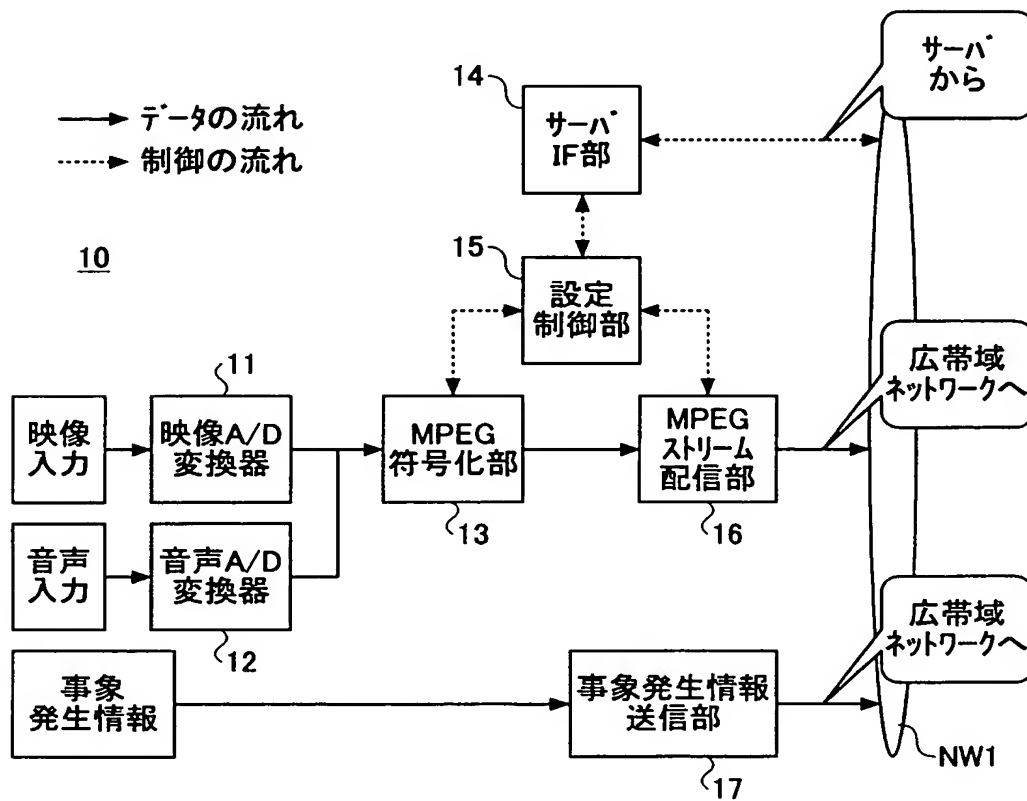 サーバ
から
14
データの流れ
制御の流れ
サーバ
IF部
10
15
設定
制御部
広帯域
ネットワークへ
11
映像
入力
映像A/D
変換器
MPEG
符号化部
13
MPEG
ストリーム
配信部
16
音声
入力
音声A/D
変換器
12
広帯域
ネットワークへ
事象
発生情報
事象発生情報
送信部
17
NW1